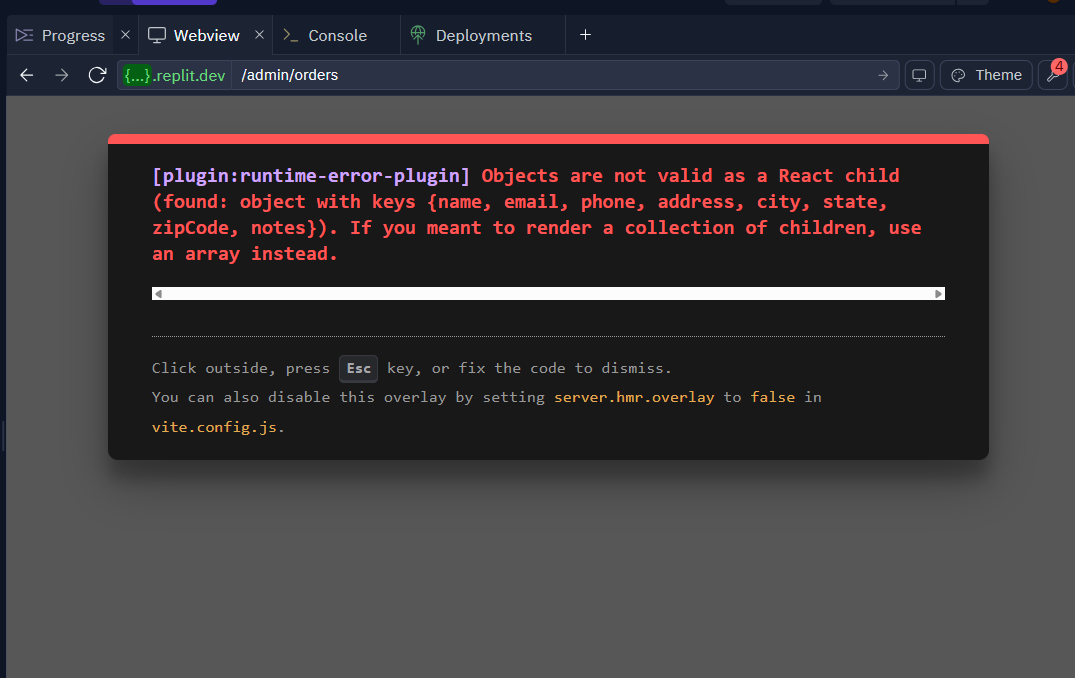 Progress Webview Console Deployments
{...}.replit.dev /admin/orders Theme 4
[plugin:runtime-error-plugin] Objects are not valid as a React child
(found: object with keys {name, email, phone, address, city, state,
zipCode, notes}). If you meant to render a collection of children, use
an array instead.
Click outside, press Esc key, or fix the code to dismiss.
You can also disable this overlay by setting server.hmr.overlay to false in
vite.config.js.